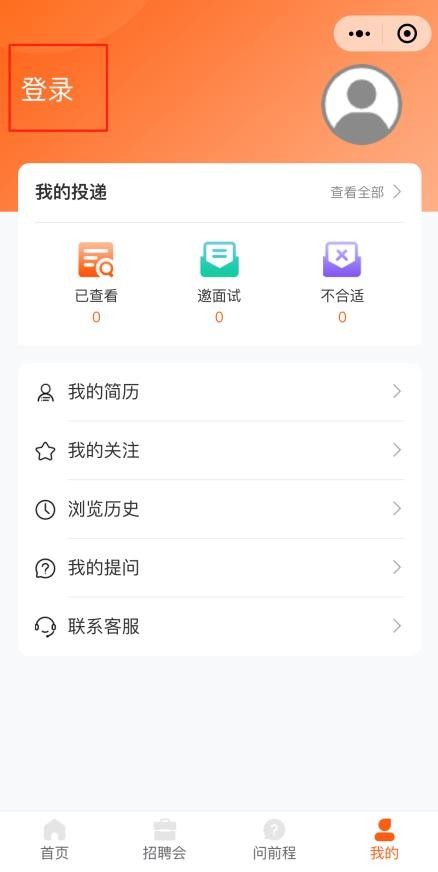 登录
我的投递 查看全部
已查看 邀面试 不合适
0 0 0
我的简历
我的关注
浏览历史
我的提问
联系客服
首页 招聘会 问前程 我的